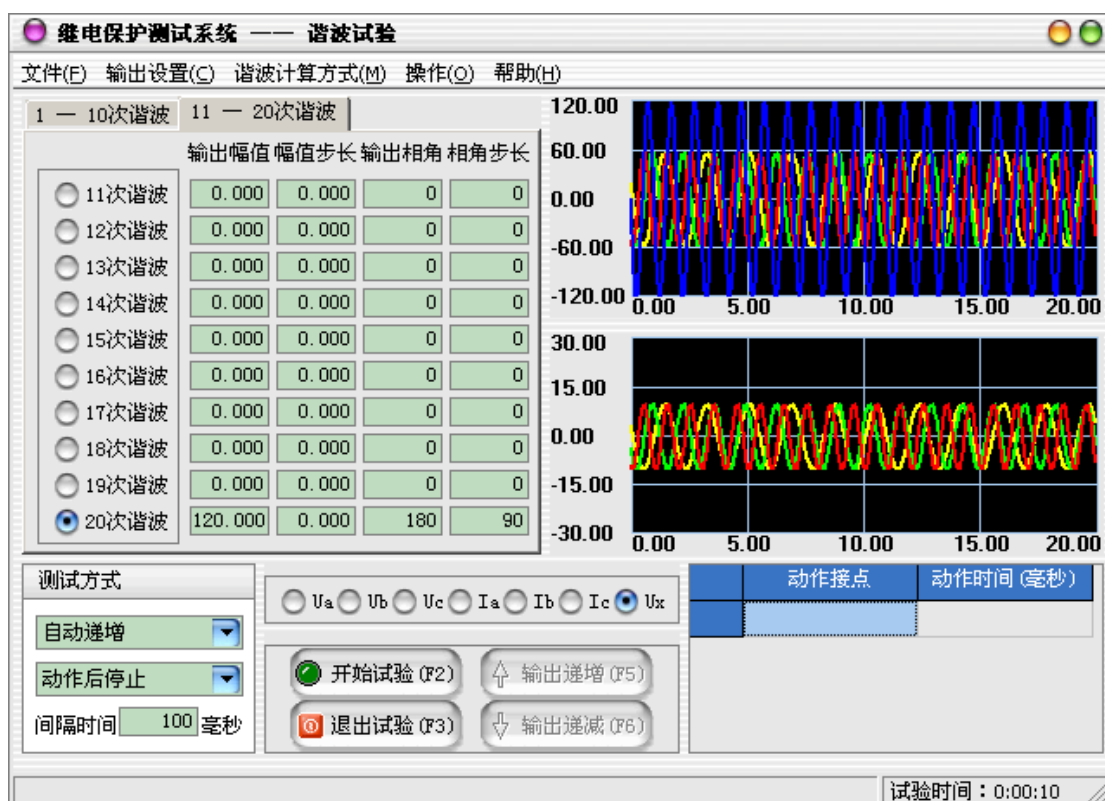 继电保护测试系统 —— 谐波试验
文件(F) 输出设置(C) 谐波计算方式(M) 操作(O) 帮助(H)
1 — 10次谐波 11 — 20次谐波
输出幅值 幅值步长 输出相角 相角步长
11次谐波 0.000 0.000 0 0
12次谐波 0.000 0.000 0 0
13次谐波 0.000 0.000 0 0
14次谐波 0.000 0.000 0 0
15次谐波 0.000 0.000 0 0
16次谐波 0.000 0.000 0 0
17次谐波 0.000 0.000 0 0
18次谐波 0.000 0.000 0 0
19次谐波 0.000 0.000 0 0
20次谐波 120.000 0.000 180 90
120.00
60.00
0.00
-60.00
-120.00
0.00 5.00 10.00 15.00 20.00
30.00
15.00
0.00
-15.00
-30.00
0.00 5.00 10.00 15.00 20.00
测试方式
自动递增
动作后停止
间隔时间 100 毫秒
Ua Ub Uc Ia Ib Ic Ux
开始试验(F2) 输出递增(F5)
退出试验(F3) 输出递减(F6)
动作接点 动作时间(毫秒)
试验时间：0:00:10